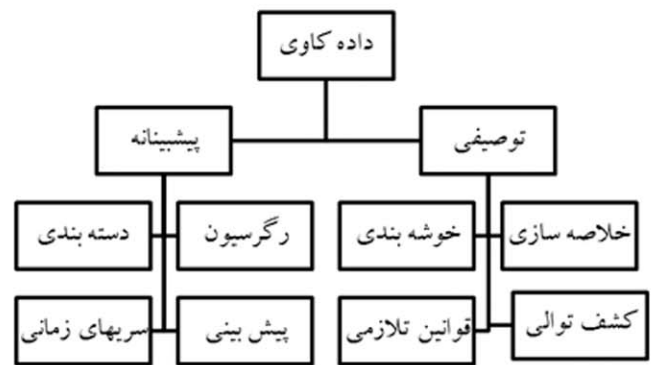 داده کاوی
توصیفی
پیشبینانه
خلاصه سازی
خوشه بندی
رگرسیون
دسته بندی
کشف توالی
قوانین تلازمی
پیش بینی
سریهای زمانی